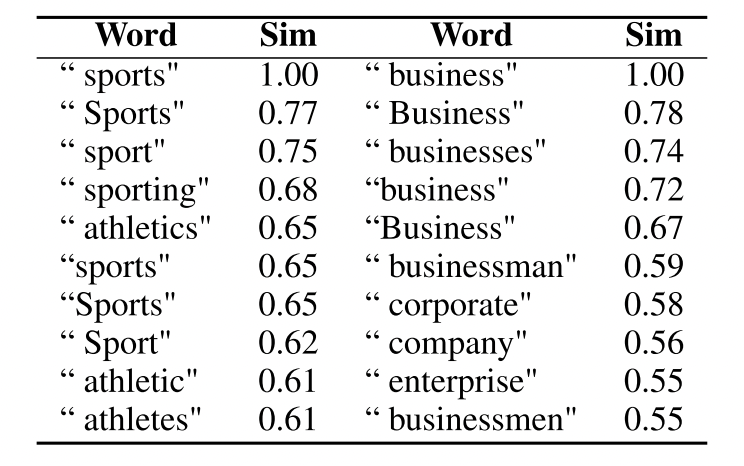 Word Sim Word Sim
“ sports" 1.00 “ business" 1.00
“ Sports" 0.77 “ Business" 0.78
“ sport" 0.75 “ businesses" 0.74
“ sporting" 0.68 “business" 0.72
“ athletics" 0.65 “Business" 0.67
“sports" 0.65 “ businessman" 0.59
“Sports" 0.65 “ corporate" 0.58
“ Sport" 0.62 “ company" 0.56
“ athletic" 0.61 “ enterprise" 0.55
“ athletes" 0.61 “ businessmen" 0.55